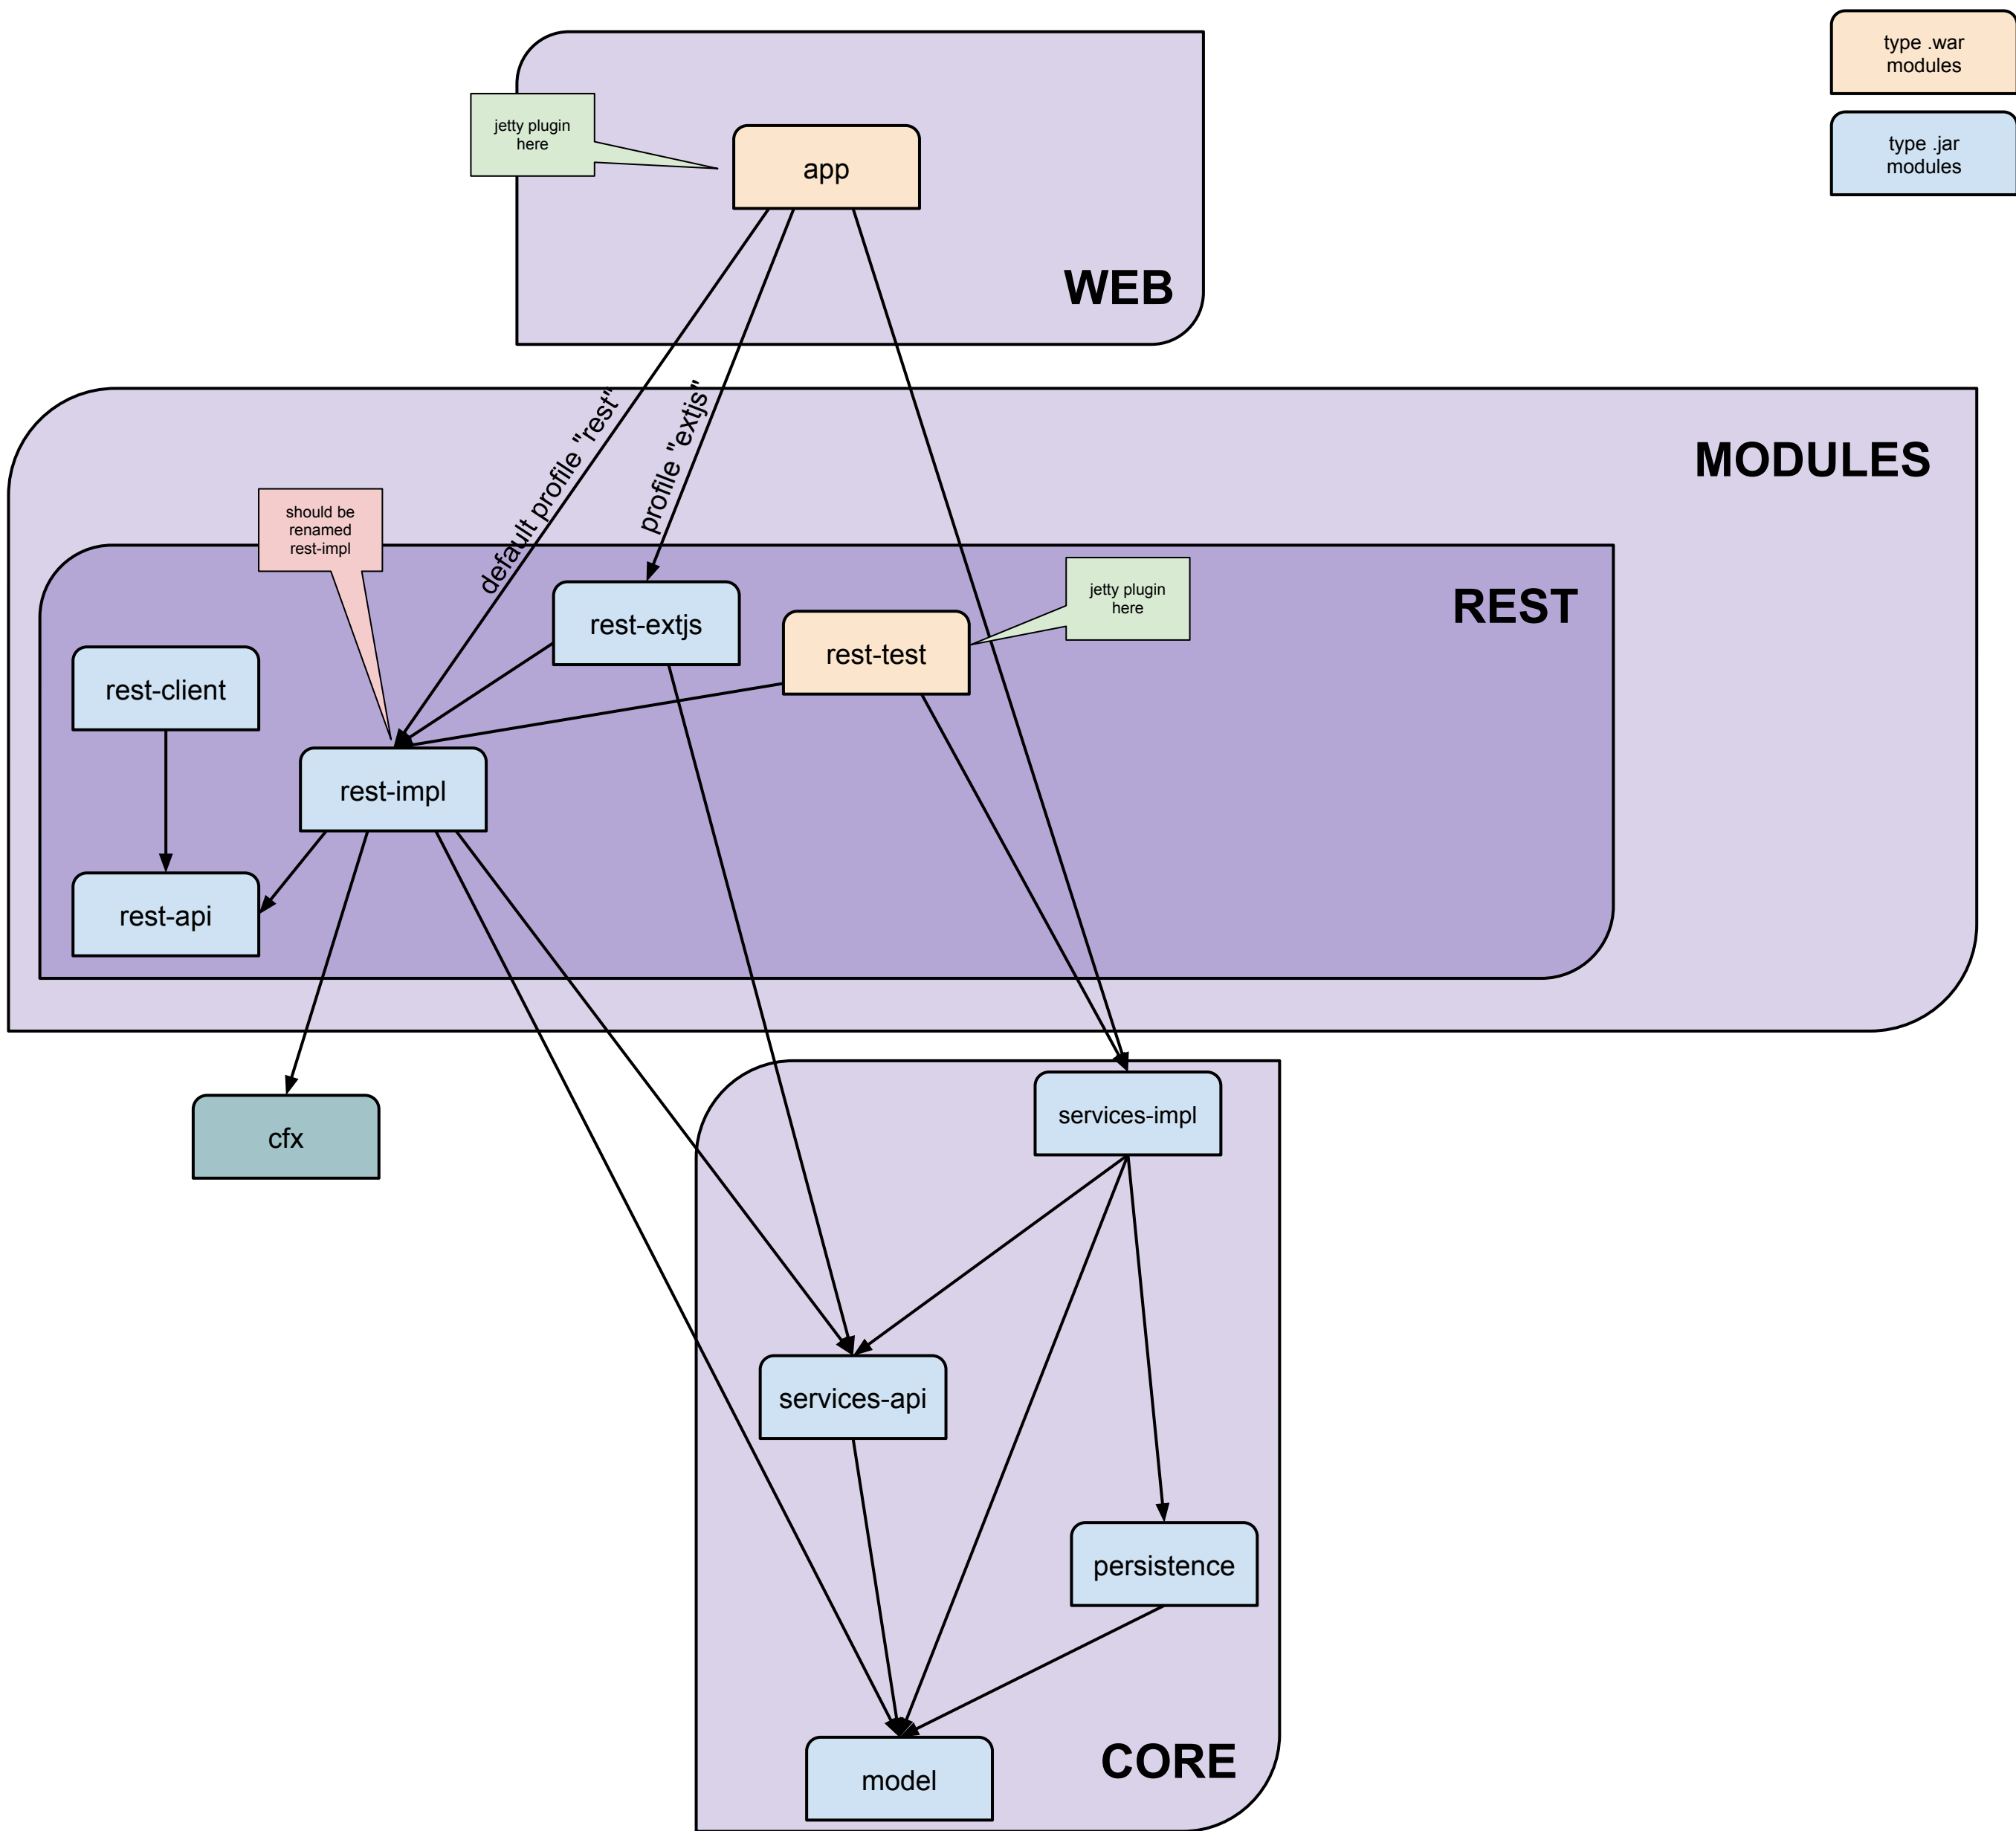 type .war
modules
type .jar
modules
jetty plugin
here
app
WEB
default profile "rest"
profile "extjs"
MODULES
should be
renamed
rest-impl
REST
jetty plugin
here
rest-extjs
rest-test
rest-client
rest-impl
rest-api
cfx
services-impl
services-api
persistence
model
CORE